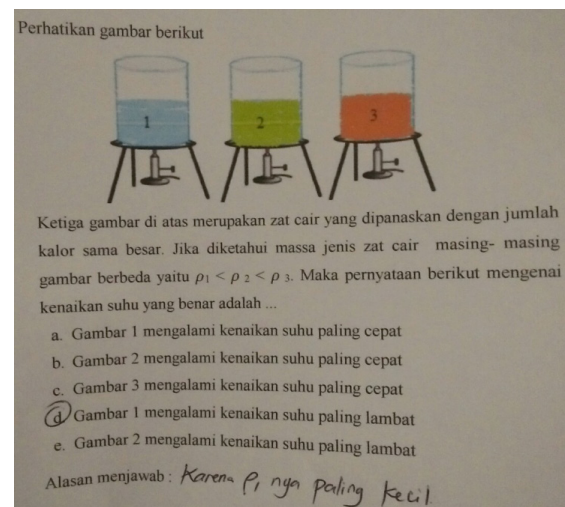 Perhatikan gambar berikut
1 2 3
Ketiga gambar di atas merupakan zat cair yang dipanaskan dengan jumlah
kalor sama besar. Jika diketahui massa jenis zat cair masing- masing
gambar berbeda yaitu ρ₁ < ρ ₂ < ρ ₃. Maka pernyataan berikut mengenai
kenaikan suhu yang benar adalah ...
a. Gambar 1 mengalami kenaikan suhu paling cepat
b. Gambar 2 mengalami kenaikan suhu paling cepat
c. Gambar 3 mengalami kenaikan suhu paling cepat
d. Gambar 1 mengalami kenaikan suhu paling lambat
e. Gambar 2 mengalami kenaikan suhu paling lambat
Alasan menjawab : Karena ρ₁ nya paling kecil.